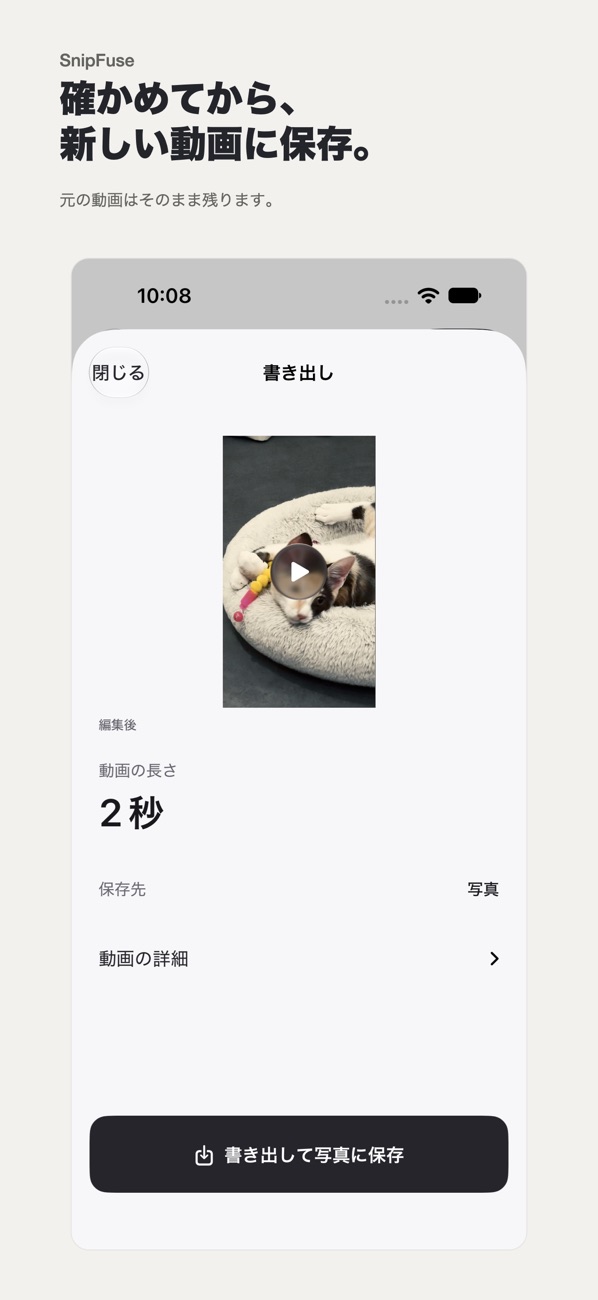 SnipFuse
確かめてから、
新しい動画に保存。
元の動画はそのまま残ります。
10:08
閉じる
書き出し
編集後
動画の長さ
2 秒
保存先
写真
動画の詳細
書き出して写真に保存